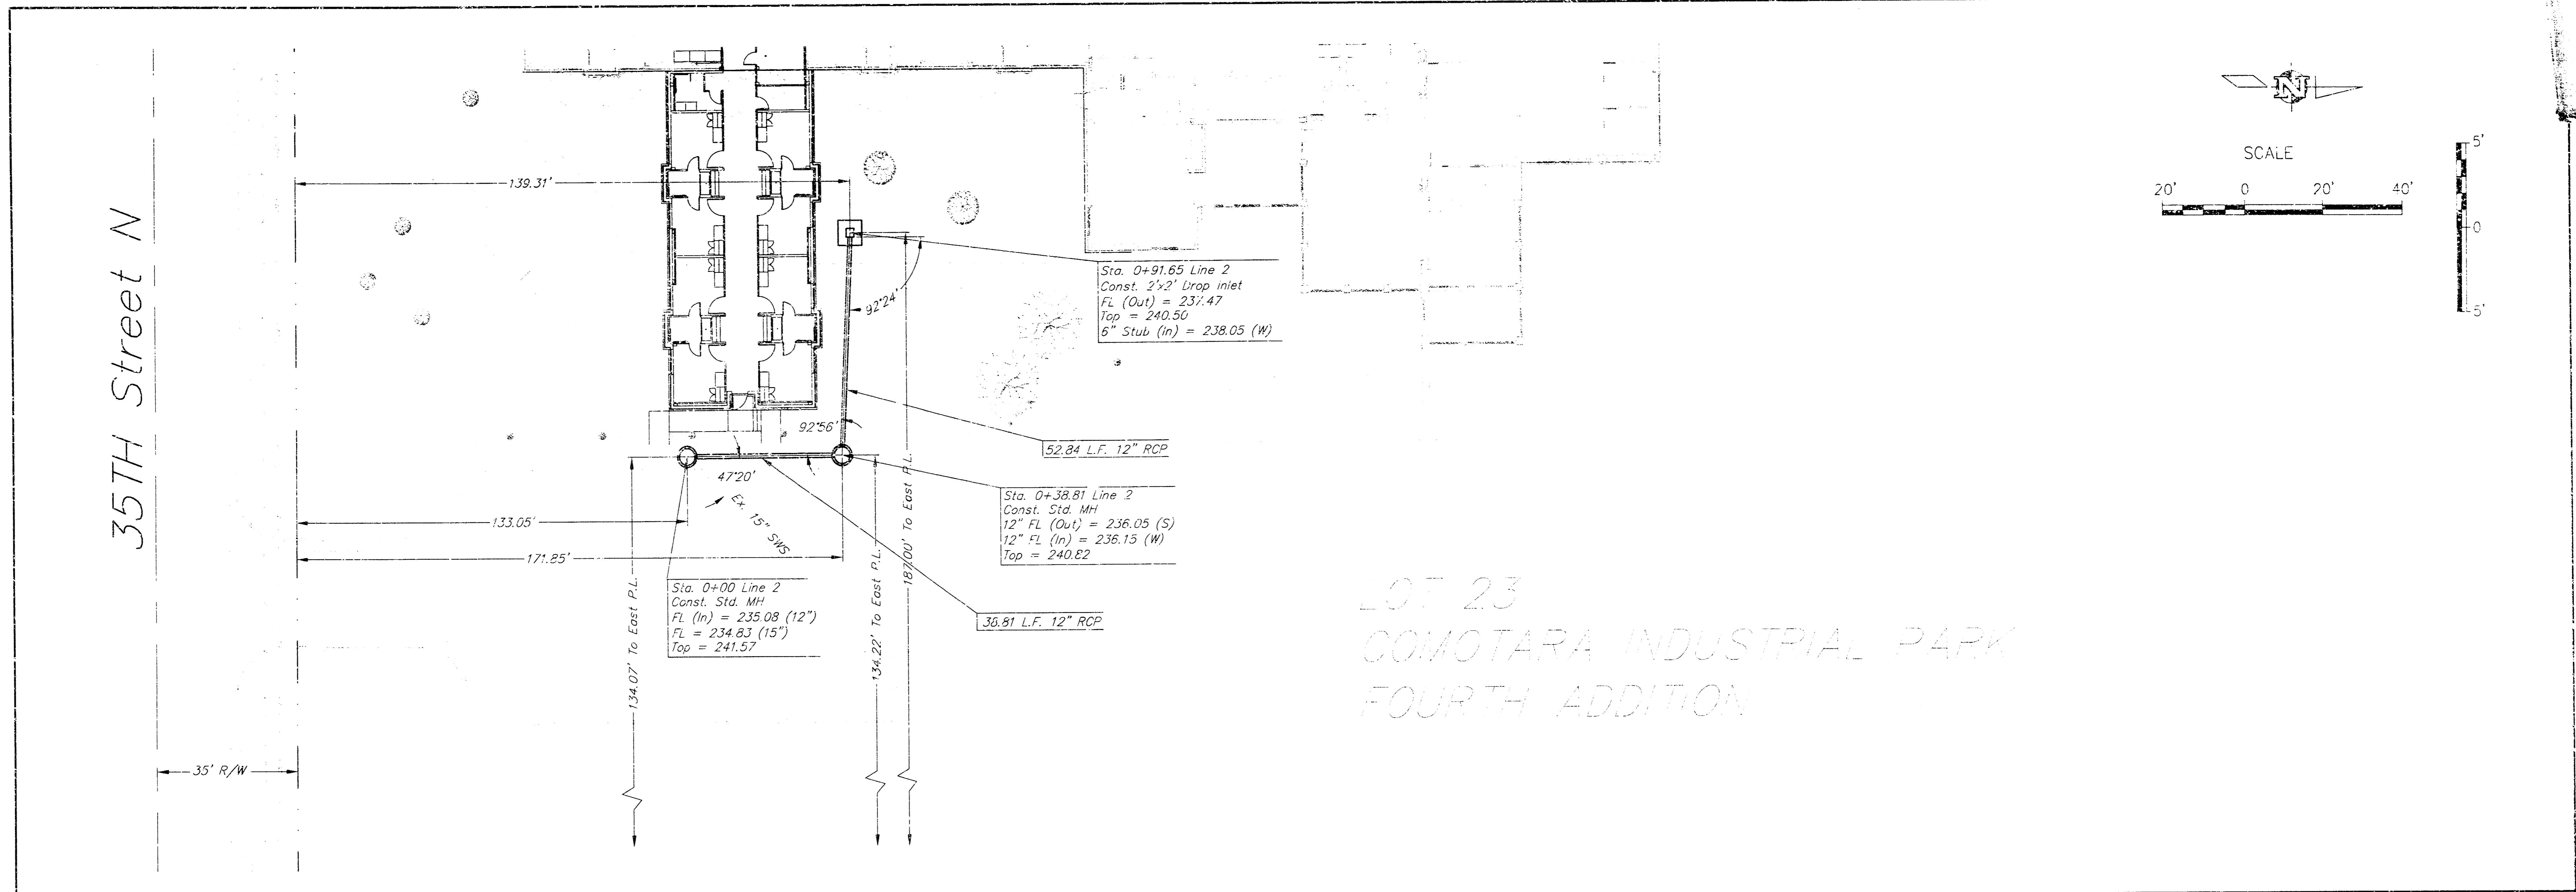 35TH Street N
139.31'
N
SCALE
20' 0 20' 40'
5'
0
5'
Sta. 0+91.65 Line 2
Const. 2'x2' Drop inlet
FL (Out) = 237.47
Top = 240.50
6" Stub (in) = 238.05 (W)
92°24'
92°56'
52.84 L.F. 12" RCP
47°20'
Ex. 15" SWS
133.05'
171.85'
Sta. 0+38.81 Line 2
Const. Std. MH
12" FL (Out) = 236.05 (S)
12" FL (In) = 236.15 (W)
Top = 240.82
Sta. 0+00 Line 2
Const. Std. MH
FL (In) = 235.08 (12")
FL = 234.83 (15")
Top = 241.57
38.81 L.F. 12" RCP
134.07' To East P.L.
134.22' To East P.L.
187.00' To East P.L.
35' R/W
LOT 23
COMOTARA INDUSTRIAL PARK
FOURTH ADDITION